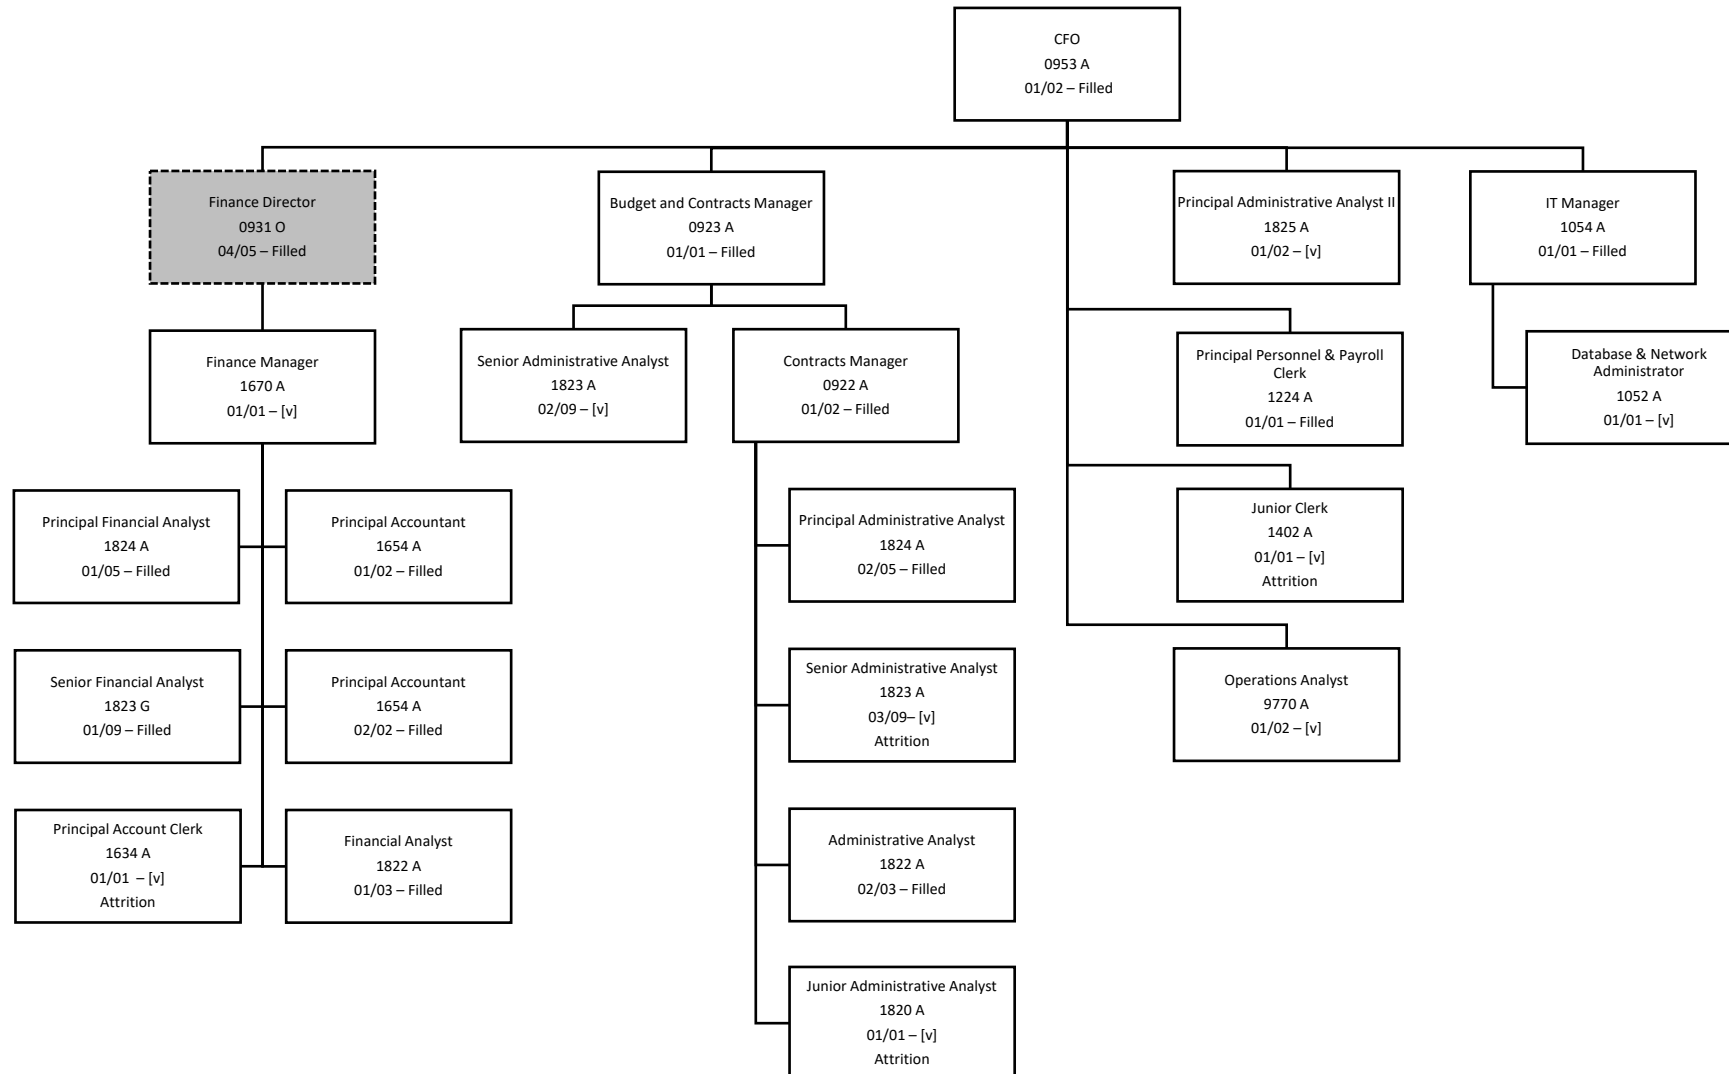 CFO
0953 A
01/02 – Filled
Finance Director
0931 O
04/05 – Filled
Budget and Contracts Manager
0923 A
01/01 – Filled
Principal Administrative Analyst II
1825 A
01/02 – [v]
IT Manager
1054 A
01/01 – Filled
Finance Manager
1670 A
01/01 – [v]
Senior Administrative Analyst
1823 A
02/09 – [v]
Contracts Manager
0922 A
01/02 – Filled
Principal Personnel & Payroll
Clerk
1224 A
01/01 – Filled
Database & Network
Administrator
1052 A
01/01 – [v]
Principal Financial Analyst
1824 A
01/05 – Filled
Principal Accountant
1654 A
01/02 – Filled
Principal Administrative Analyst
1824 A
02/05 – Filled
Junior Clerk
1402 A
01/01 – [v]
Attrition
Senior Financial Analyst
1823 G
01/09 – Filled
Principal Accountant
1654 A
02/02 – Filled
Senior Administrative Analyst
1823 A
03/09– [v]
Attrition
Operations Analyst
9770 A
01/02 – [v]
Principal Account Clerk
1634 A
01/01 – [v]
Attrition
Financial Analyst
1822 A
01/03 – Filled
Administrative Analyst
1822 A
02/03 – Filled
Junior Administrative Analyst
1820 A
01/01 – [v]
Attrition